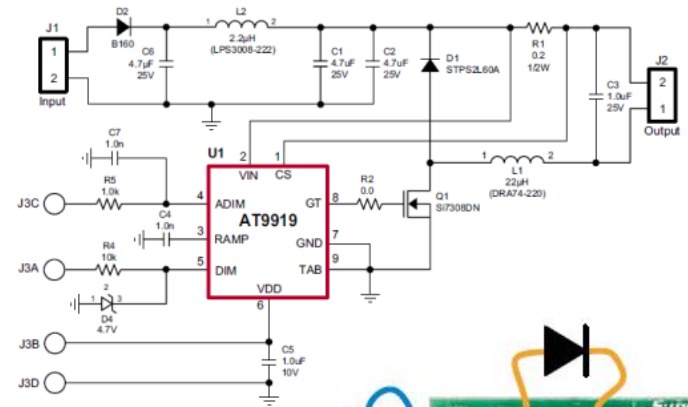 J1
1
2
Input
D2
B160
C6
4.7µF
25V
1 L2 2
2.2µH
(LPS3008-222)
C1
4.7uF
25V
C2
4.7uF
25V
D1
STPS2L60A
R1
0.2
1/2W
C3
1.0uF
25V
J2
2
1
Output
1 2
L1
22µH
(DRA74-220)
C7
1.0n
R5
1.0k
J3C
C4
1.0n
J3A
R4
10k
1 2 3
D4
4.7V
J3B
J3D
U1
2 1
VIN CS
4 ADIM
3 RAMP
5 DIM
AT9919
GT 8
GND 7
TAB 9
VDD
6
R2
0.0
Q1
Si7308DN
C5
1.0uF
10V